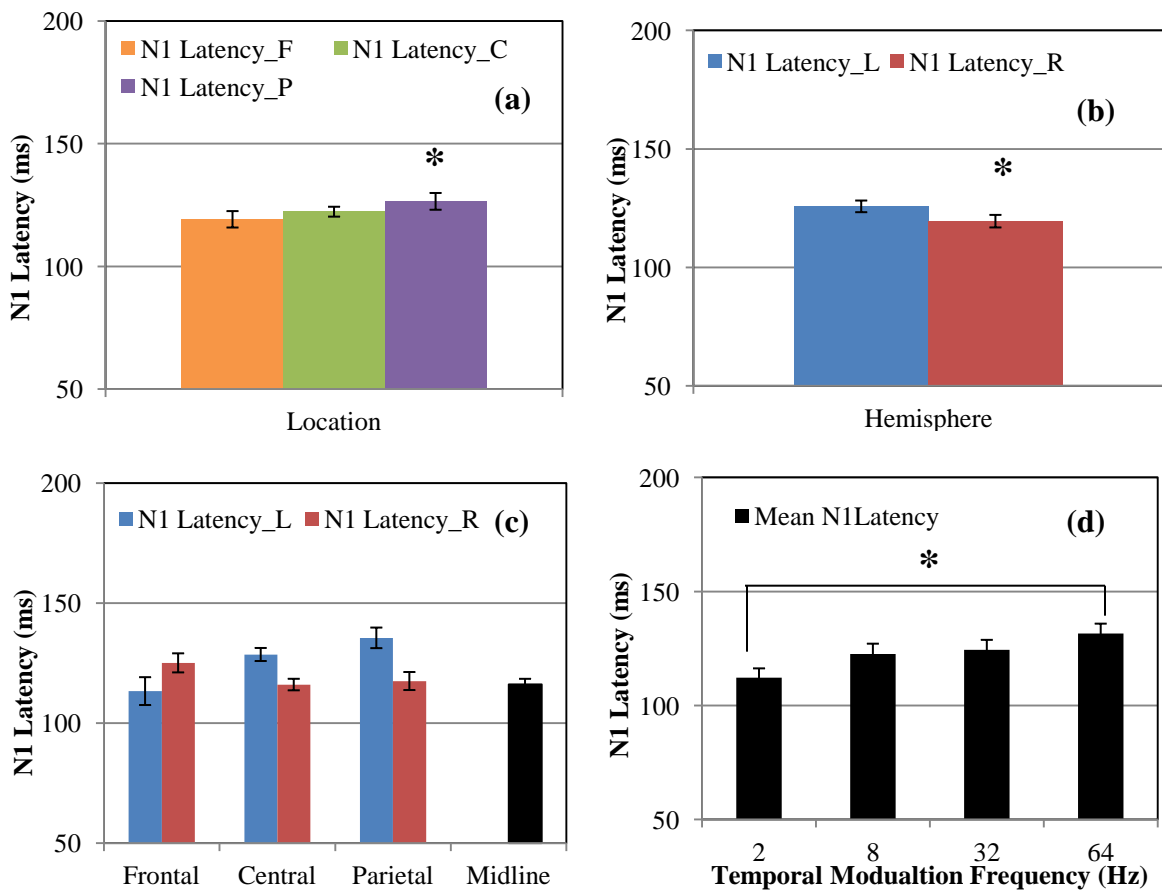 200
150
100
50
N1 Latency (ms)
N1 Latency_F N1 Latency_C
N1 Latency_P
(a)
*
Location
200
150
100
50
N1 Latency (ms)
N1 Latency_L N1 Latency_R
(b)
*
Hemisphere
200
150
100
50
N1 Latency (ms)
N1 Latency_L N1 Latency_R
(c)
Frontal Central Parietal Midline
200
150
100
50
N1 Latency (ms)
Mean N1Latency
(d)
*
2 8 32 64
Temporal Modualtion Frequency (Hz)